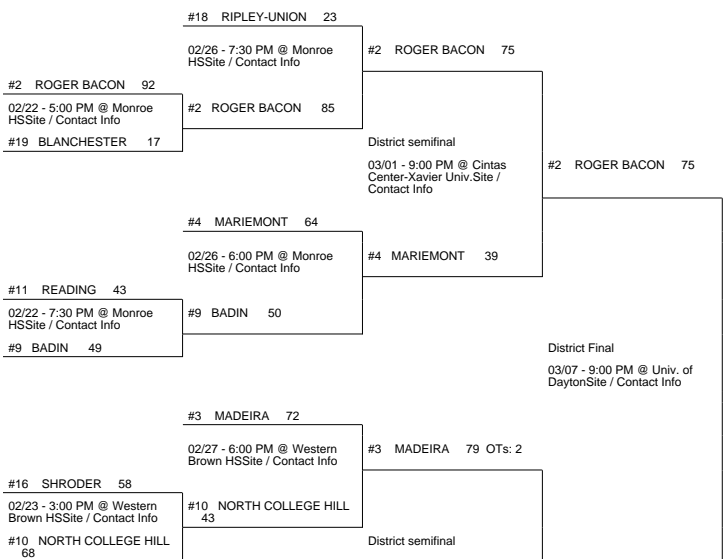 #18 RIPLEY-UNION 23
02/26 - 7:30 PM @ Monroe
HSSite / Contact Info
#2 ROGER BACON 75
#2 ROGER BACON 92
02/22 - 5:00 PM @ Monroe
HSSite / Contact Info
#2 ROGER BACON 85
#19 BLANCHESTER 17
District semifinal
03/01 - 9:00 PM @ Cintas
Center-Xavier Univ.Site /
Contact Info
#2 ROGER BACON 75
#4 MARIEMONT 64
02/26 - 6:00 PM @ Monroe
HSSite / Contact Info
#4 MARIEMONT 39
#11 READING 43
02/22 - 7:30 PM @ Monroe
HSSite / Contact Info
#9 BADIN 50
#9 BADIN 49
District Final
03/07 - 9:00 PM @ Univ. of
DaytonSite / Contact Info
#3 MADEIRA 72
02/27 - 6:00 PM @ Western
Brown HSSite / Contact Info
#3 MADEIRA 79 OTs: 2
#16 SHRODER 58
02/23 - 3:00 PM @ Western
Brown HSSite / Contact Info
#10 NORTH COLLEGE HILL
43
#10 NORTH COLLEGE HILL
68
District semifinal